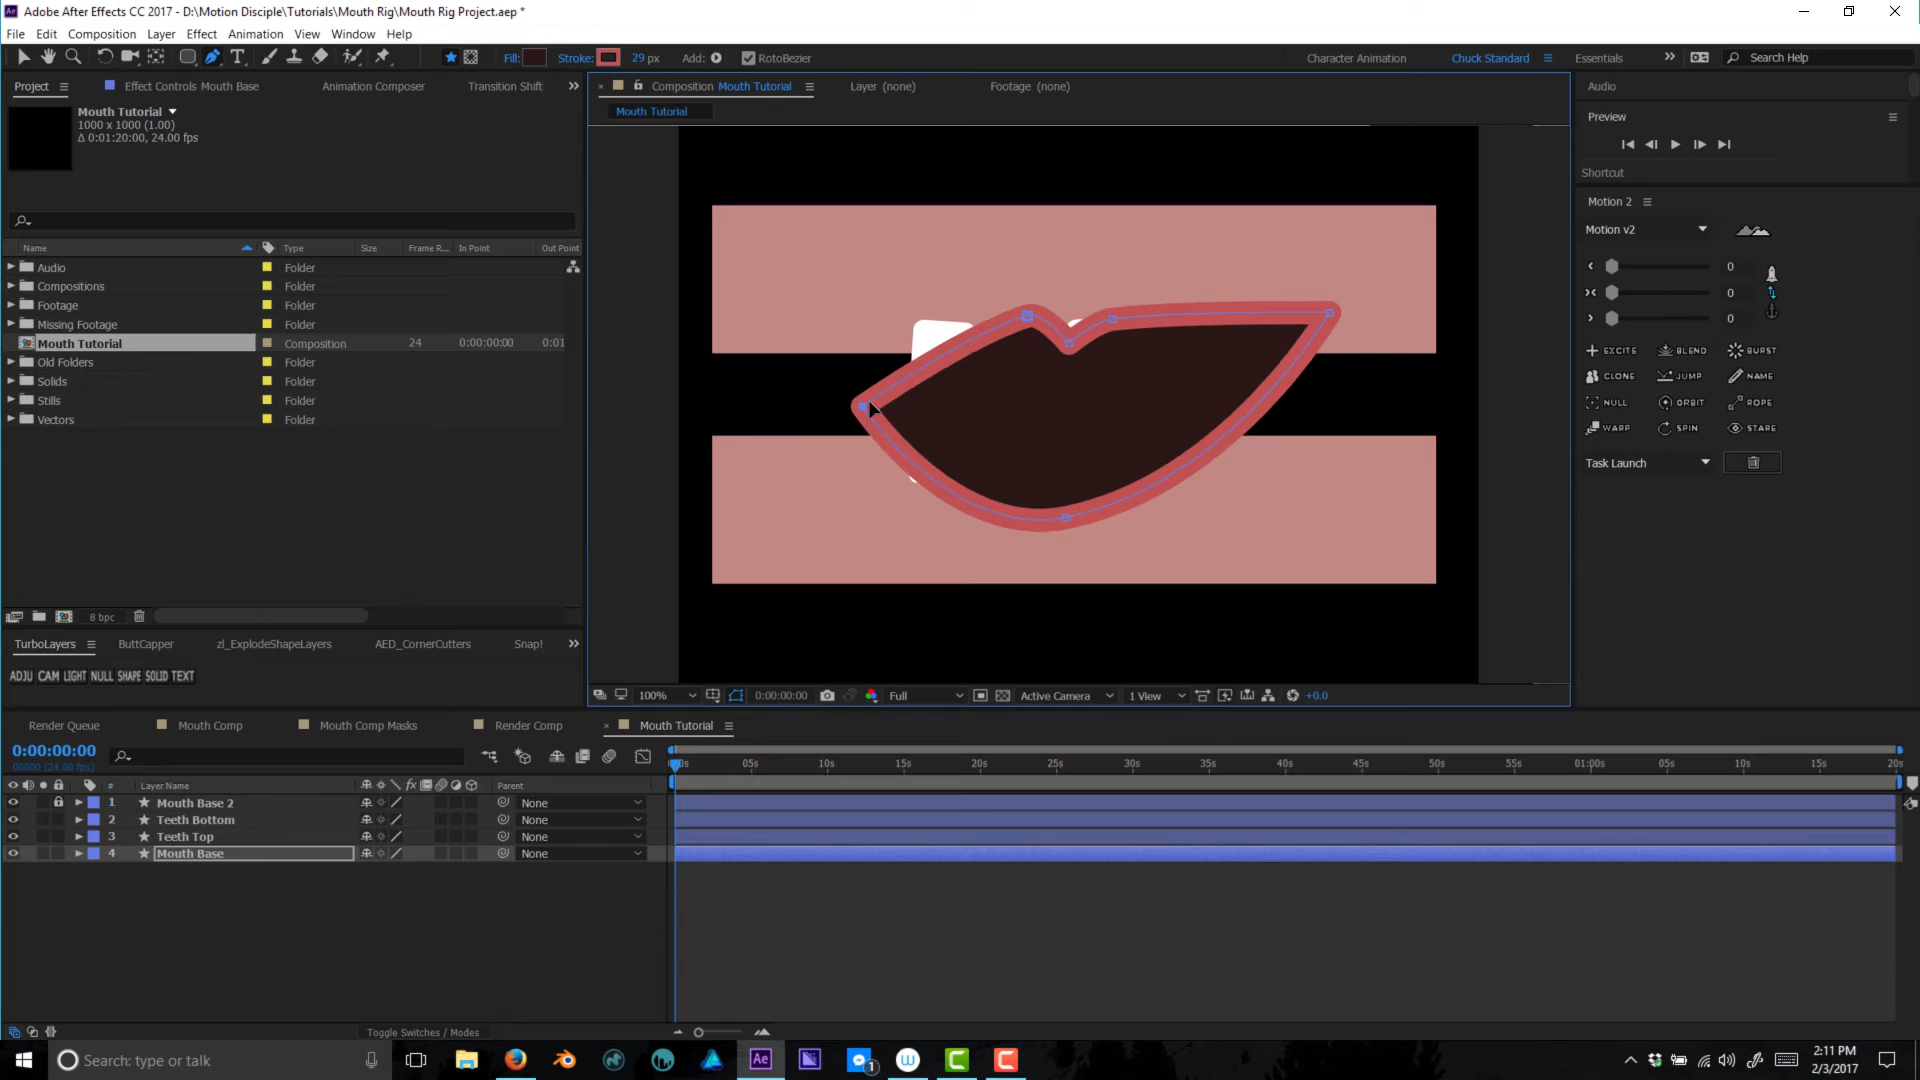 Adobe After Effects CC 2017 - D:\Motion Disciple\Tutorials\Mouth Rig\Mouth Rig Project.aep *
File Edit Composition Layer Effect Animation View Window Help
Fill: Stroke: 29 px Add: RotoBezier Character Animation Chuck Standard Essentials Search Help
Project Effect Controls Mouth Base Animation Composer Transition Shift
Composition Mouth Tutorial Layer (none) Footage (none)
Audio
Mouth Tutorial
1000 x 1000 (1.00)
Δ 0:01:20:00, 24.00 fps
Mouth Tutorial
Preview
Shortcut
Motion 2
Motion v2
Name Type Size Frame R... In Point Out Point
Audio Folder
Compositions Folder
Footage Folder
Missing Footage Folder
Mouth Tutorial Composition 24 0:00:00:00 0:01
Old Folders Folder
Solids Folder
Stills Folder
Vectors Folder
0
0
0
EXCITE BLEND BURST
CLONE JUMP NAME
NULL ORBIT ROPE
WARP SPIN STARE
Task Launch
8 bpc
TurboLayers ButtCapper zl_ExplodeShapeLayers AED_CornerCutters Snap!
ADJU CAM LIGHT NULL SHAPE SOLID TEXT
100% 0:00:00:00 Full Active Camera 1 View +0.0
Render Queue Mouth Comp Mouth Comp Masks Render Comp Mouth Tutorial
0:00:00:00
00000 (24.00 fps)
05s 10s 15s 20s 25s 30s 35s 40s 45s 50s 55s 01:00s 05s 10s 15s 20s
# Layer Name fx Parent
1 Mouth Base 2 None
2 Teeth Bottom None
3 Teeth Top None
4 Mouth Base None
Toggle Switches / Modes
Search: type or talk
Ae
1
2:11 PM
2/3/2017